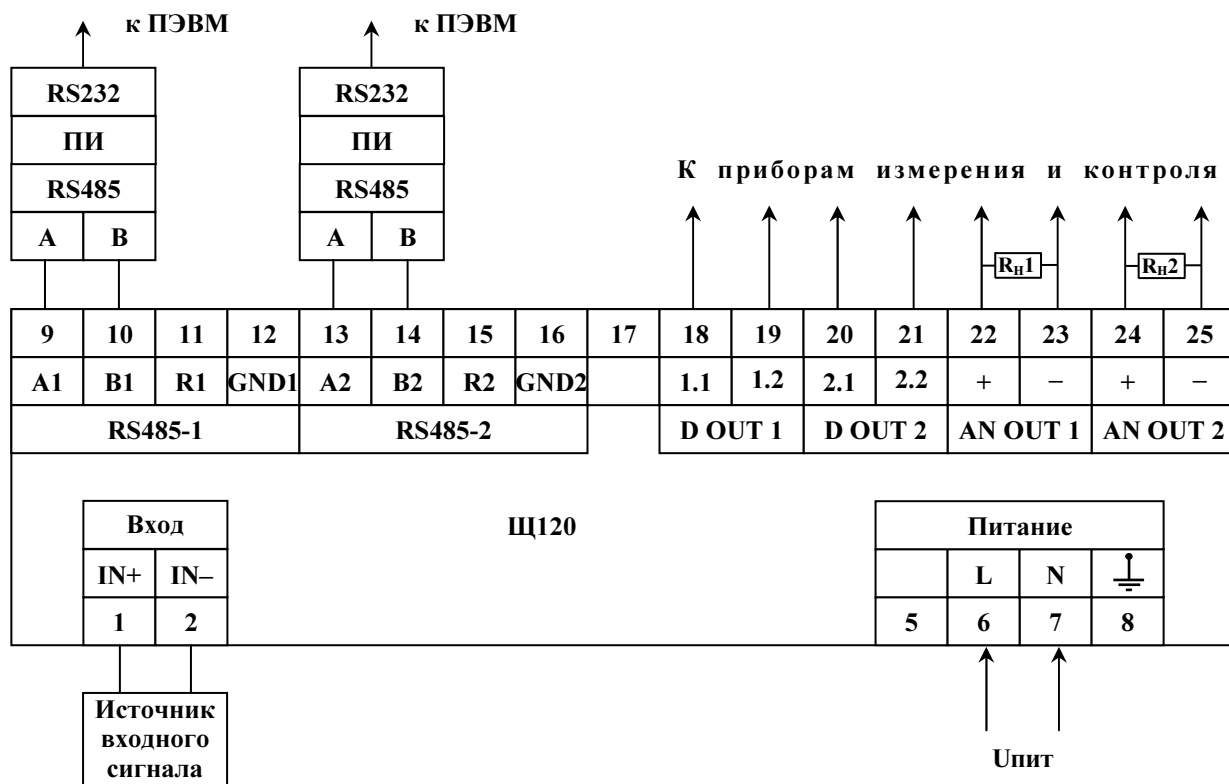 к ПЭВМ к ПЭВМ
RS232 RS232
ПИ ПИ
RS485 RS485
К приборам измерения и контроля
A B A B
Rн1 Rн2
9 10 11 12 13 14 15 16 17 18 19 20 21 22 23 24 25
A1 B1 R1 GND1 A2 B2 R2 GND2 1.1 1.2 2.1 2.2 + − + −
RS485-1 RS485-2 D OUT 1 D OUT 2 AN OUT 1 AN OUT 2
Вход Щ120 Питание
IN+ IN− L N
1 2 5 6 7 8
Источник
входного
сигнала
Uпит